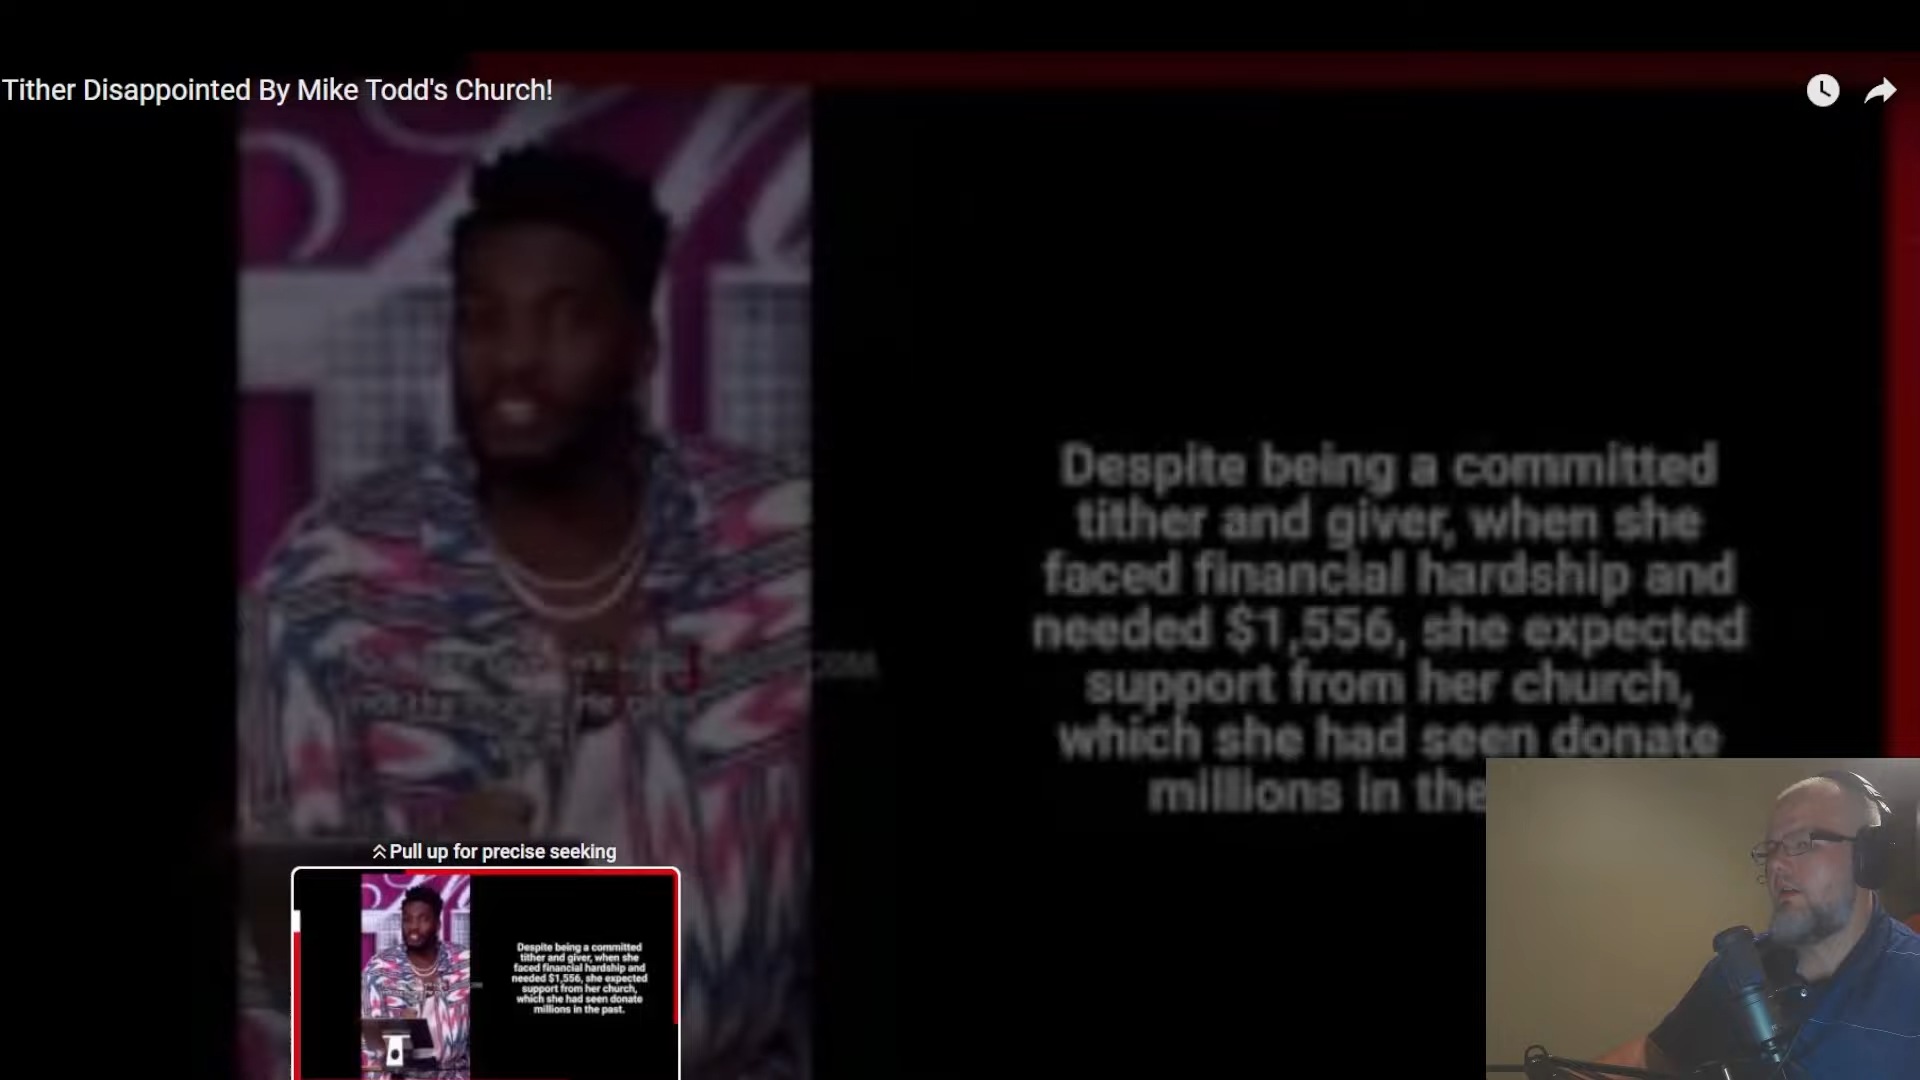 Tither Disappointed By Mike Todd's Church!
Despite being a committed
tither and giver, when she
faced financial hardship and
needed $1,556, she expected
support from her church,
which she had seen donate
millions in the
Pull up for precise seeking
Despite being a committed
tither and giver, when she
faced financial hardship and
needed $1,556, she expected
support from her church,
which she had seen donate
millions in the past.